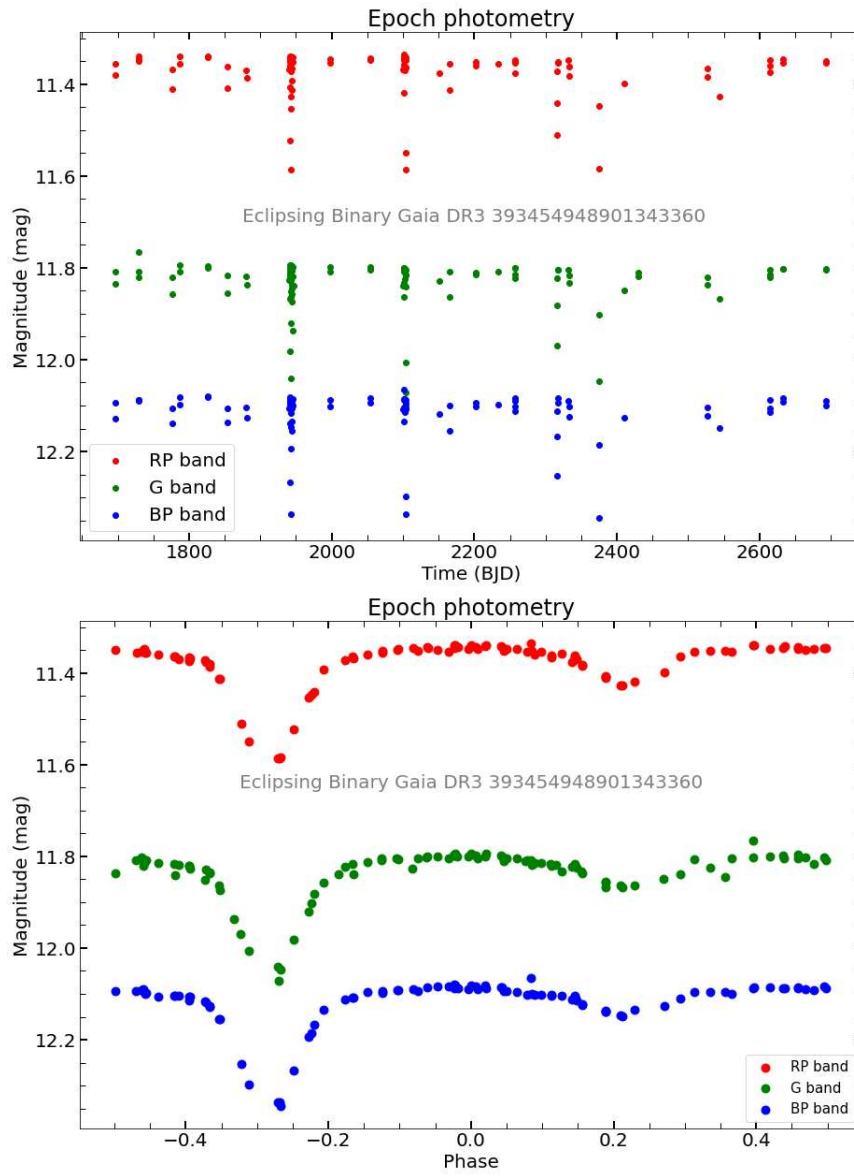 Epoch photometry
Magnitude (mag)
11.4
11.6
11.8
12.0
12.2
Eclipsing Binary Gaia DR3 393454948901343360
RP band
G band
BP band
1800
2000
2200
2400
2600
Time (BJD)
Epoch photometry
Magnitude (mag)
11.4
11.6
11.8
12.0
12.2
Eclipsing Binary Gaia DR3 393454948901343360
RP band
G band
BP band
−0.4
−0.2
0.0
0.2
0.4
Phase